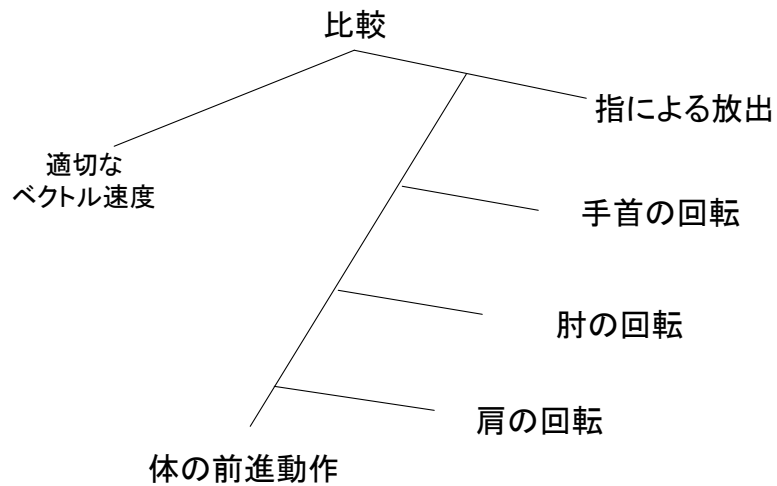 比較
指による放出
適切な
ベクトル速度
手首の回転
肘の回転
肩の回転
体の前進動作